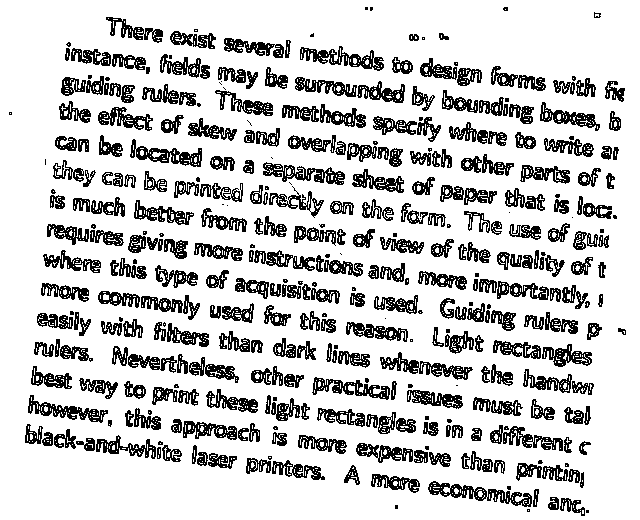 There exist several methods to design forms with fie
instance, fields may be surrounded by bounding boxes, b
guiding rulers. These methods specify where to write a
the effect of skew and overlapping with other parts of t
can be located on a separate sheet of paper that is loca
they can be printed directly on the form. The use of guid
is much better from the point of view of the quality of t
requires giving more instructions and, more importantly,
where this type of acquisition is used. Guiding rulers p
more commonly used for this reason. Light rectangles
easily with filters than dark lines whenever the handwr
rulers. Nevertheless, other practical issues must be tak
best way to print these light rectangles is in a different c
however, this approach is more expensive than printing
black-and-white laser printers. A more economical and